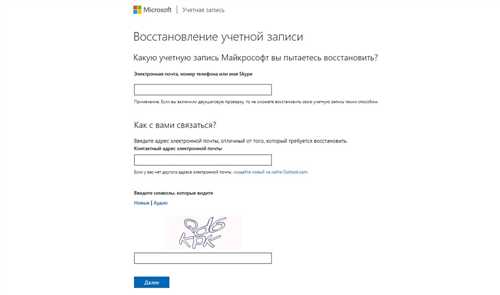 Microsoft | Учетная запись
Восстановление учетной записи
Какую учетную запись Майкрософт вы пытаетесь восстановить?
Электронная почта, номер телефона или имя Skype
Примечание. Если вы включили двухшаговую проверку, то не сможете восстановить свою учетную запись таким способом.
Как с вами связаться?
Введите адрес электронной почты, отличный от того, который требуется восстановить.
Контактный адрес электронной почты
Если у вас нет другого адреса электронной почты, создайте новый на сайте Outlook.com.
Введите символы, которые видите
Новые | Аудио
Далее